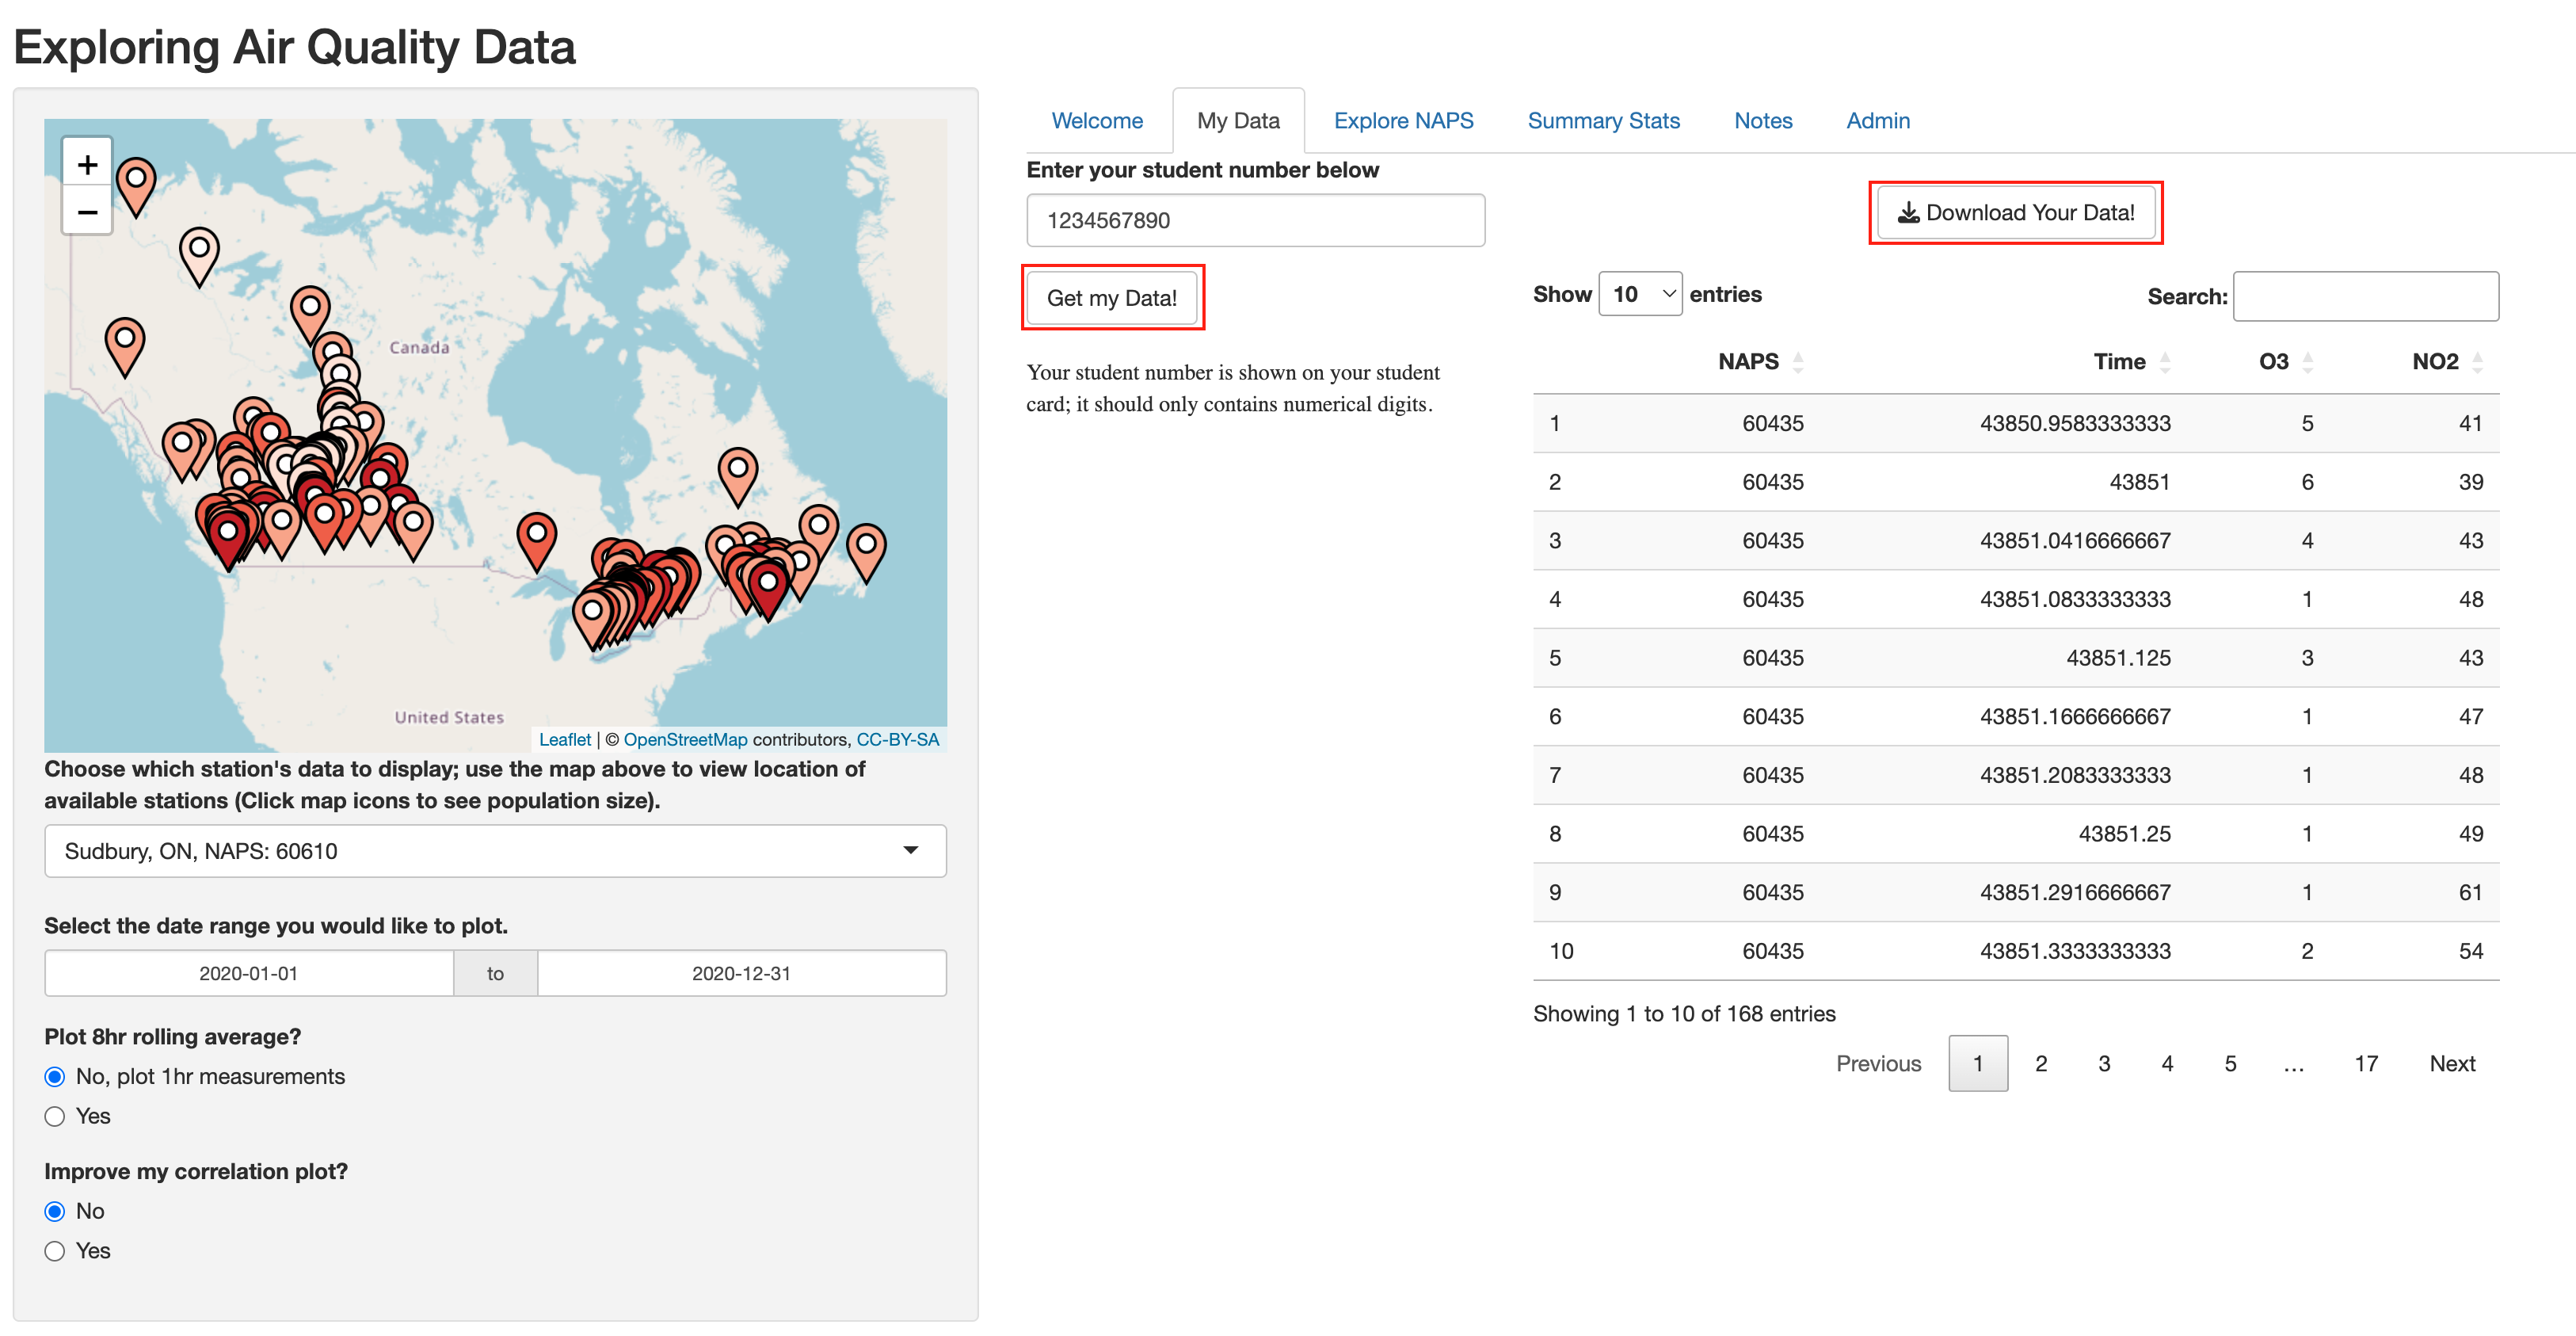 Exploring Air Quality Data
+
−
Canada
United States
Leaflet | © OpenStreetMap contributors, CC-BY-SA
Choose which station's data to display; use the map above to view location of
available stations (Click map icons to see population size).
Sudbury, ON, NAPS: 60610
Select the date range you would like to plot.
2020-01-01 to 2020-12-31
Plot 8hr rolling average?
No, plot 1hr measurements
Yes
Improve my correlation plot?
No
Yes
Welcome My Data Explore NAPS Summary Stats Notes Admin
Enter your student number below
1234567890
Get my Data!
Your student number is shown on your student
card; it should only contains numerical digits.
Download Your Data!
Show 10 entries Search:
NAPS Time O3 NO2
1 60435 43850.9583333333 5 41
2 60435 43851 6 39
3 60435 43851.0416666667 4 43
4 60435 43851.0833333333 1 48
5 60435 43851.125 3 43
6 60435 43851.1666666667 1 47
7 60435 43851.2083333333 1 48
8 60435 43851.25 1 49
9 60435 43851.2916666667 1 61
10 60435 43851.3333333333 2 54
Showing 1 to 10 of 168 entries
Previous 1 2 3 4 5 … 17 Next